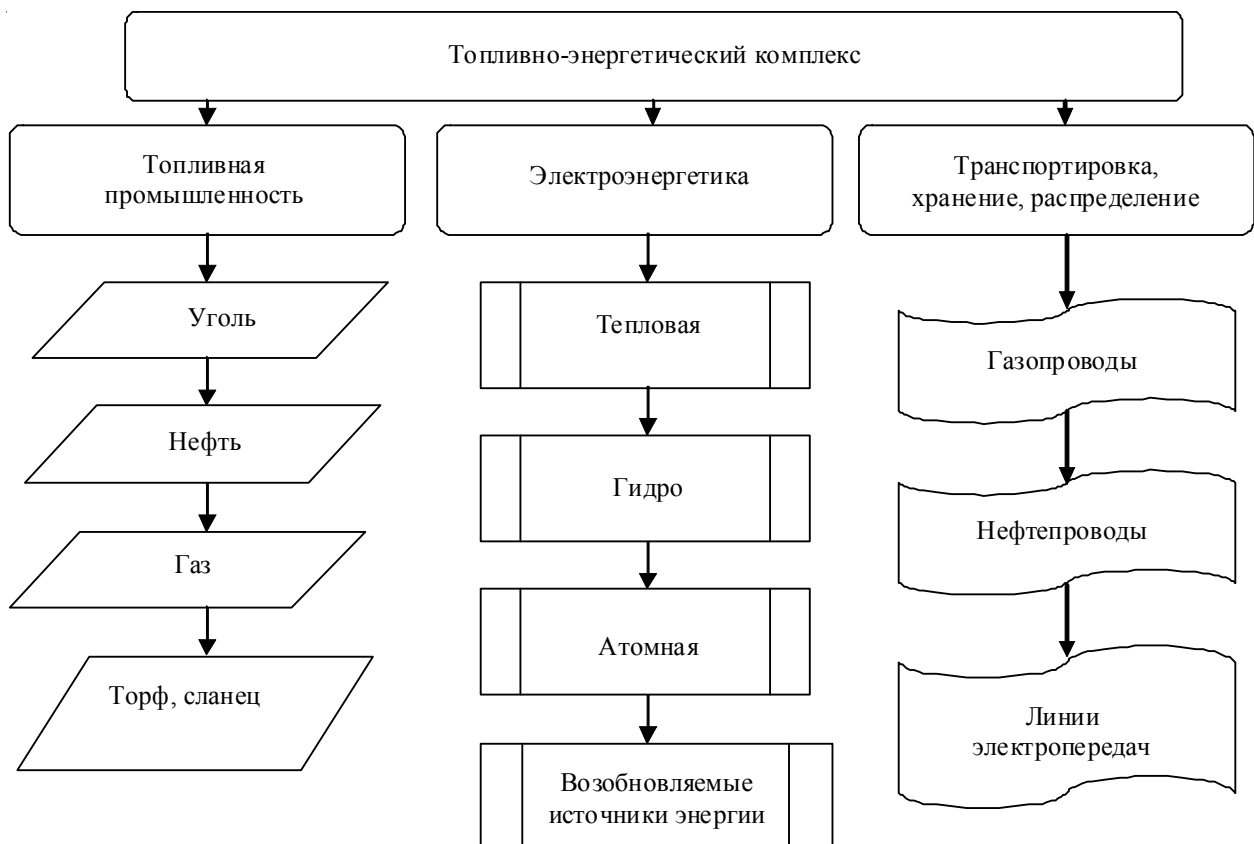 Топливно-энергетический комплекс
Топливная
промышленность
Электроэнергетика
Транспортировка,
хранение, распределение
Уголь
Нефть
Газ
Торф, сланец
Тепловая
Гидро
Атомная
Возобновляемые
источники энергии
Газопроводы
Нефтепроводы
Линии
электропередач